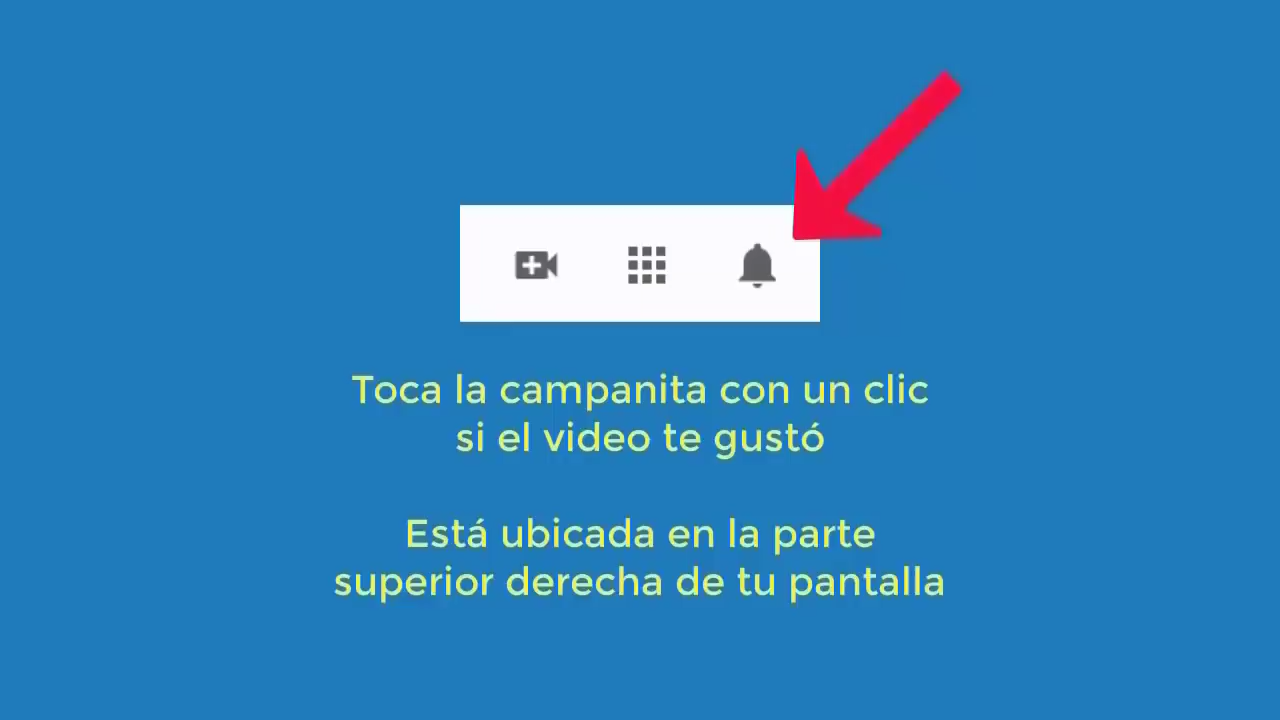 Toca la campanita con un clic
si el video te gustó
Está ubicada en la parte
superior derecha de tu pantalla